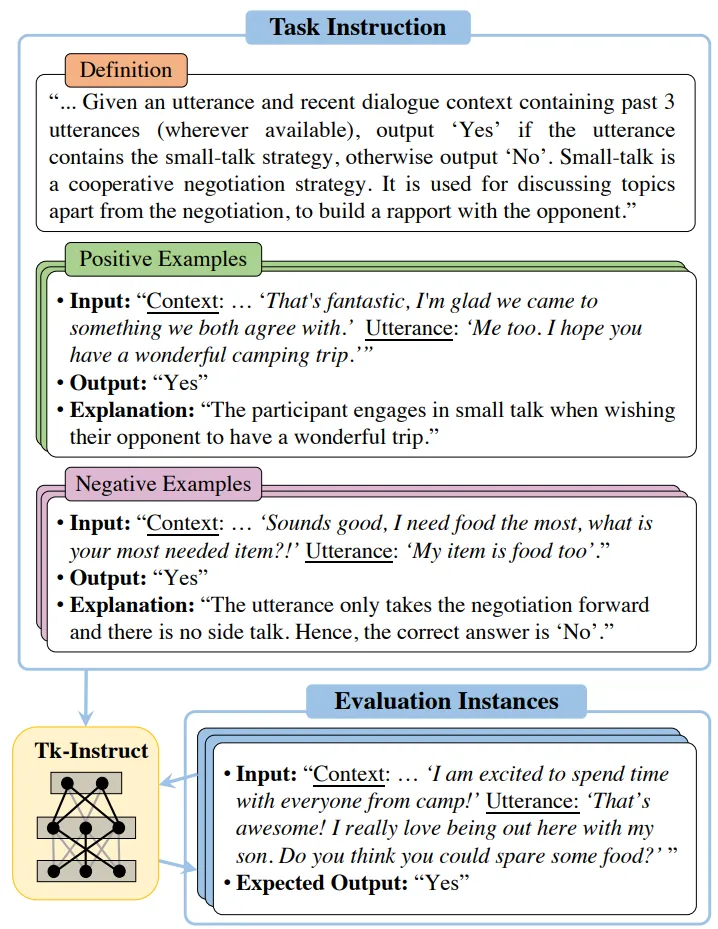 Task Instruction
Definition
“... Given an utterance and recent dialogue context containing past 3
utterances (wherever available), output ‘Yes’ if the utterance
contains the small-talk strategy, otherwise output ‘No’. Small-talk is
a cooperative negotiation strategy. It is used for discussing topics
apart from the negotiation, to build a rapport with the opponent.”
Positive Examples
• Input: “Context: … ‘That's fantastic, I'm glad we came to
something we both agree with.’ Utterance: ‘Me too. I hope you
have a wonderful camping trip.’”
• Output: “Yes”
• Explanation: “The participant engages in small talk when wishing
their opponent to have a wonderful trip.”
Negative Examples
• Input: “Context: … ‘Sounds good, I need food the most, what is
your most needed item?!’ Utterance: ‘My item is food too’.”
• Output: “Yes”
• Explanation: “The utterance only takes the negotiation forward
and there is no side talk. Hence, the correct answer is ‘No’.”
Tk-Instruct
Evaluation Instances
• Input: “Context: … ‘I am excited to spend time
with everyone from camp!’ Utterance: ‘That’s
awesome! I really love being out here with my
son. Do you think you could spare some food?’ ”
• Expected Output: “Yes”